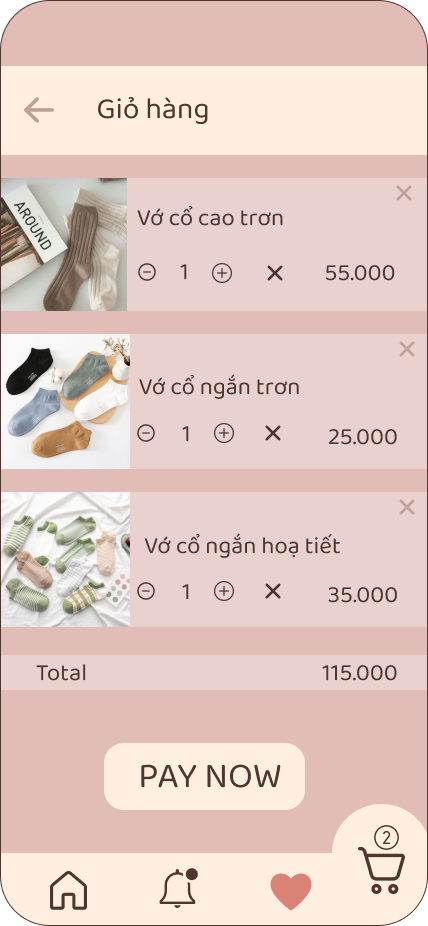 Giỏ hàng
AROUND
Vớ cổ cao trơn
1
55.000
Vớ cổ ngắn trơn
1
25.000
Vớ cổ ngắn hoạ tiết
1
35.000
Total 115.000
PAY NOW
2